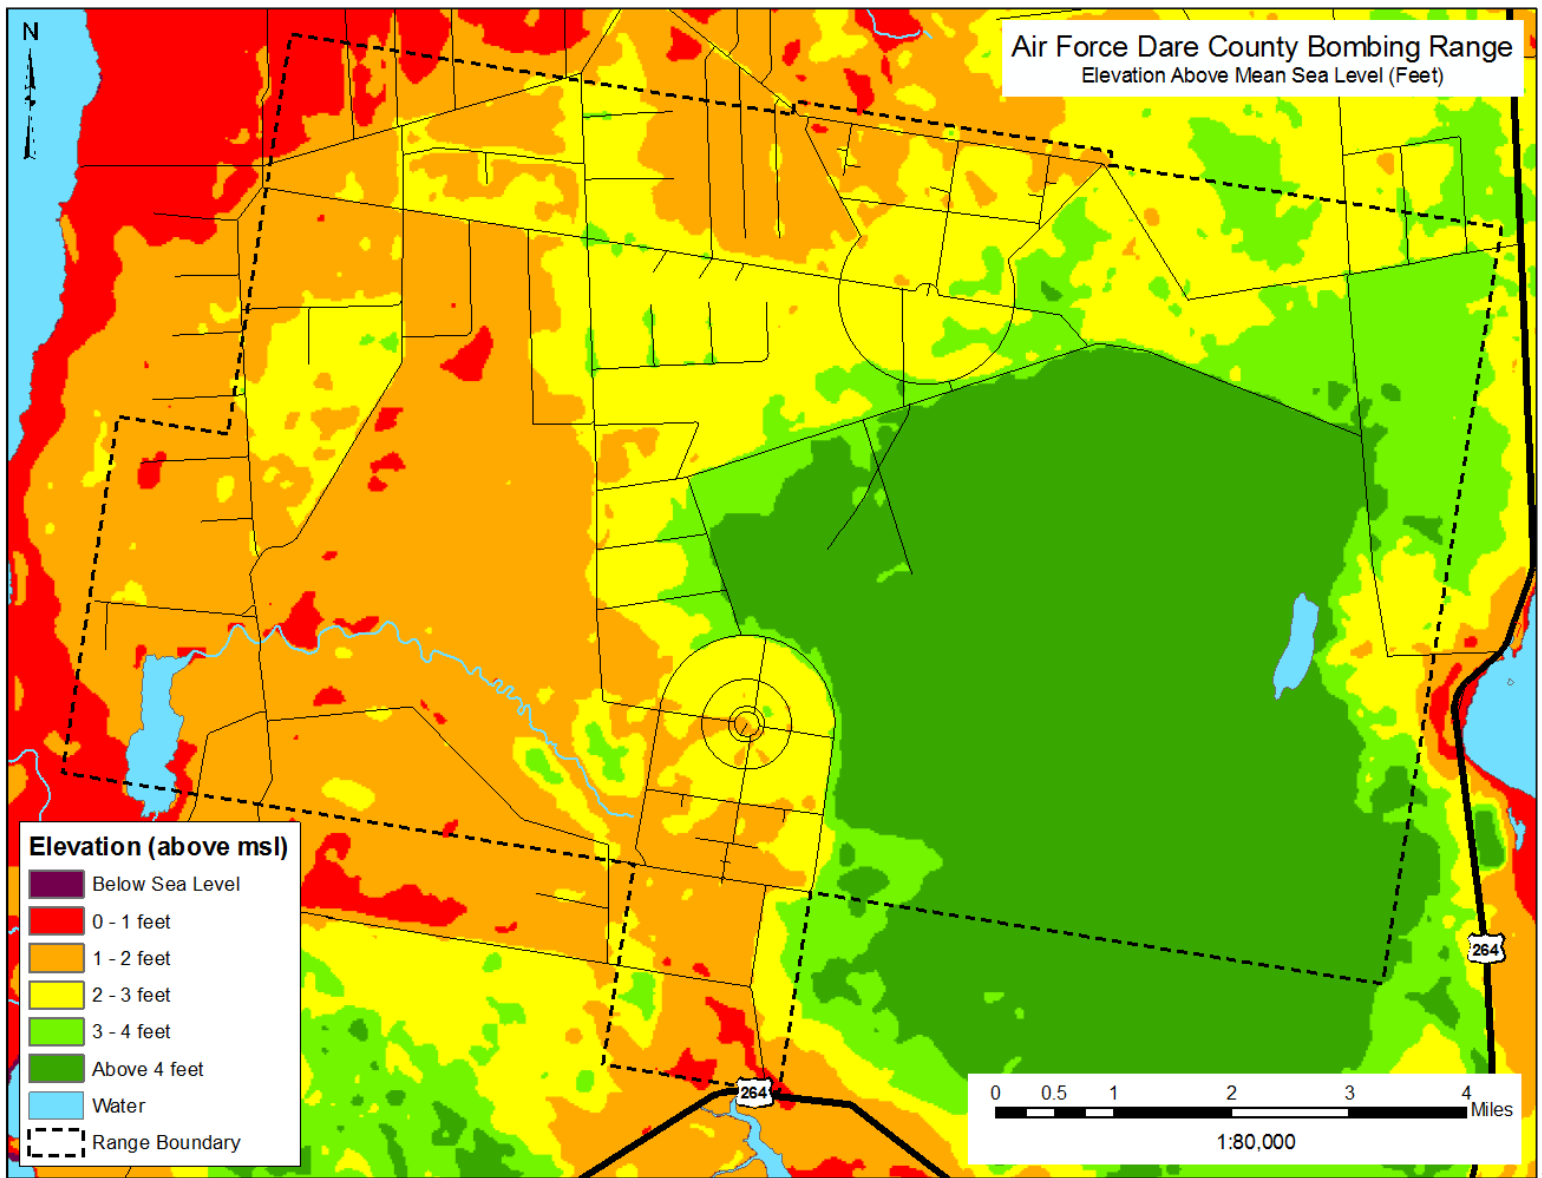 N
Air Force Dare County Bombing Range
Elevation Above Mean Sea Level (Feet)
Elevation (above msl)
Below Sea Level
0 - 1 feet
1 - 2 feet
2 - 3 feet
3 - 4 feet
Above 4 feet
Water
Range Boundary
264
264
0 0.5 1 2 3 4
Miles
1:80,000